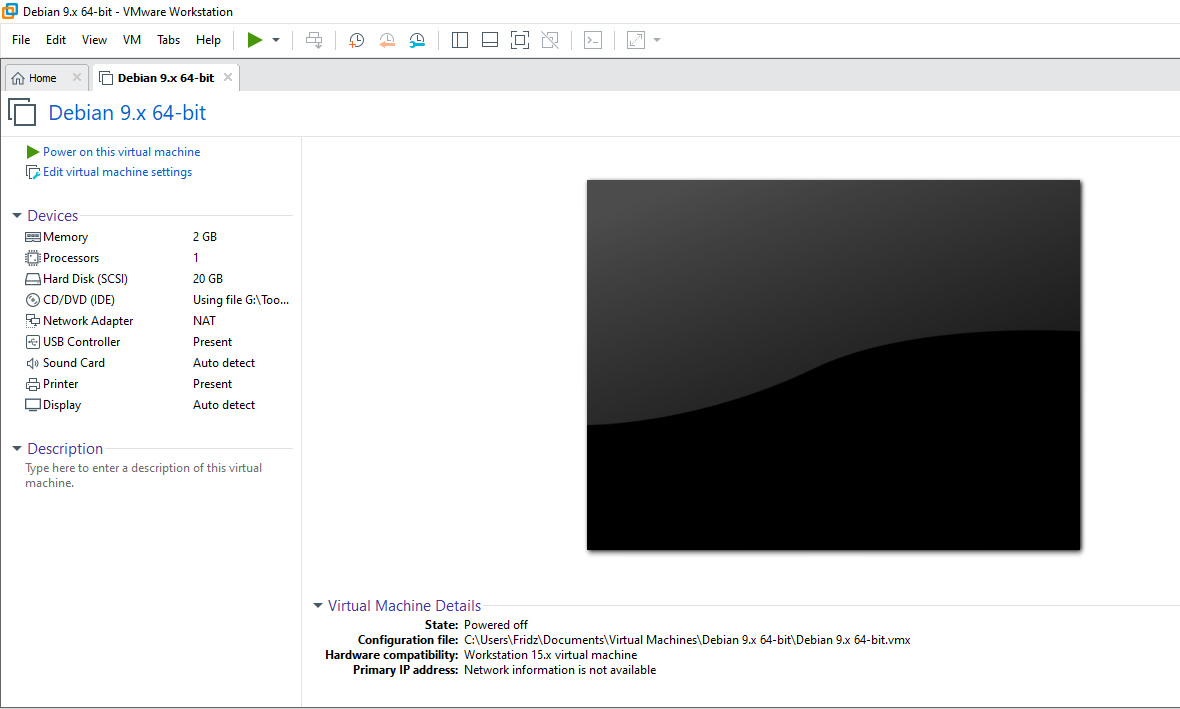 Debian 9.x 64-bit - VMware Workstation
File Edit View VM Tabs Help
Home Debian 9.x 64-bit
Debian 9.x 64-bit
Power on this virtual machine
Edit virtual machine settings
Devices
Memory 2 GB
Processors 1
Hard Disk (SCSI) 20 GB
CD/DVD (IDE) Using file G:\Too...
Network Adapter NAT
USB Controller Present
Sound Card Auto detect
Printer Present
Display Auto detect
Description
Type here to enter a description of this virtual
machine.
Virtual Machine Details
State: Powered off
Configuration file: C:\Users\Fridz\Documents\Virtual Machines\Debian 9.x 64-bit\Debian 9.x 64-bit.vmx
Hardware compatibility: Workstation 15.x virtual machine
Primary IP address: Network information is not available